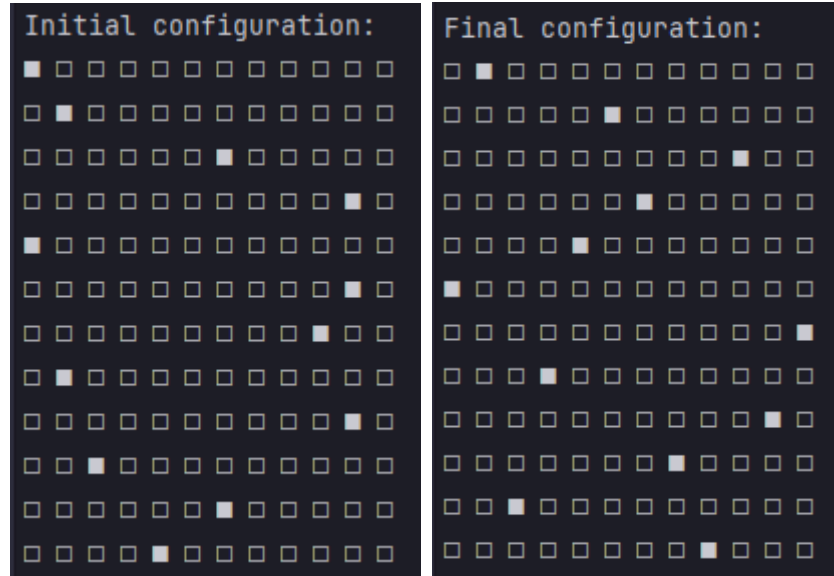 Initial configuration:
■ □ □ □ □ □ □ □ □ □ □ □
□ ■ □ □ □ □ □ □ □ □ □ □
□ □ □ □ □ □ ■ □ □ □ □ □
□ □ □ □ □ □ □ □ □ □ ■ □
■ □ □ □ □ □ □ □ □ □ □ □
□ □ □ □ □ □ □ □ □ □ ■ □
□ □ □ □ □ □ □ □ □ ■ □ □
□ ■ □ □ □ □ □ □ □ □ □ □
□ □ □ □ □ □ □ □ □ □ ■ □
□ □ ■ □ □ □ □ □ □ □ □ □
□ □ □ □ □ □ ■ □ □ □ □ □
□ □ □ □ ■ □ □ □ □ □ □ □
Final configuration:
□ ■ □ □ □ □ □ □ □ □ □ □
□ □ □ □ □ ■ □ □ □ □ □ □
□ □ □ □ □ □ □ □ □ ■ □ □
□ □ □ □ □ □ ■ □ □ □ □ □
□ □ □ □ ■ □ □ □ □ □ □ □
■ □ □ □ □ □ □ □ □ □ □ □
□ □ □ □ □ □ □ □ □ □ □ ■
□ □ □ ■ □ □ □ □ □ □ □ □
□ □ □ □ □ □ □ □ □ □ ■ □
□ □ □ □ □ □ □ ■ □ □ □ □
□ □ ■ □ □ □ □ □ □ □ □ □
□ □ □ □ □ □ □ □ ■ □ □ □